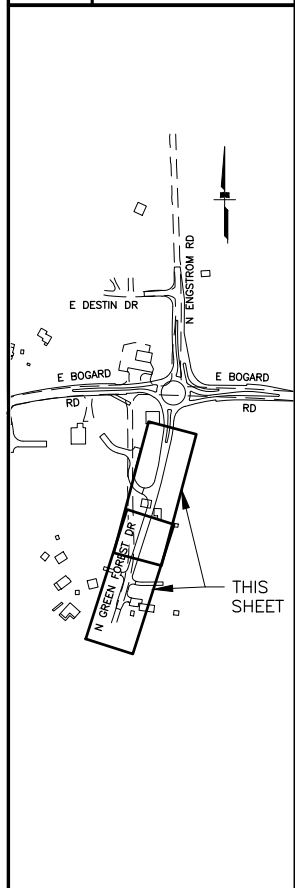 N ENGSTROM RD
E DESTIN DR
E BOGARD
RD
E BOGARD
RD
N GREEN FOREST DR
THIS
SHEET